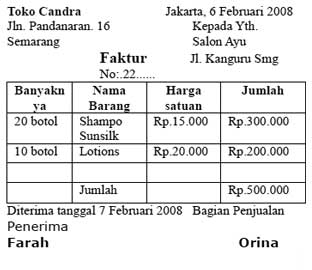 Toko Candra Jakarta, 6 Februari 2008
Jln. Pandanaran. 16 Kepada Yth.
Semarang Salon Ayu
Faktur Jl. Kanguru Smg
No:.22......
Banyakn Nama Harga Jumlah
ya Barang satuan
20 botol Shampo Rp.15.000 Rp.300.000
Sunsilk
10 botol Lotions Rp.20.000 Rp.200.000
Jumlah Rp.500.000
Diterima tanggal 7 Februari 2008 Bagian Penjualan
Penerima
Farah Orina